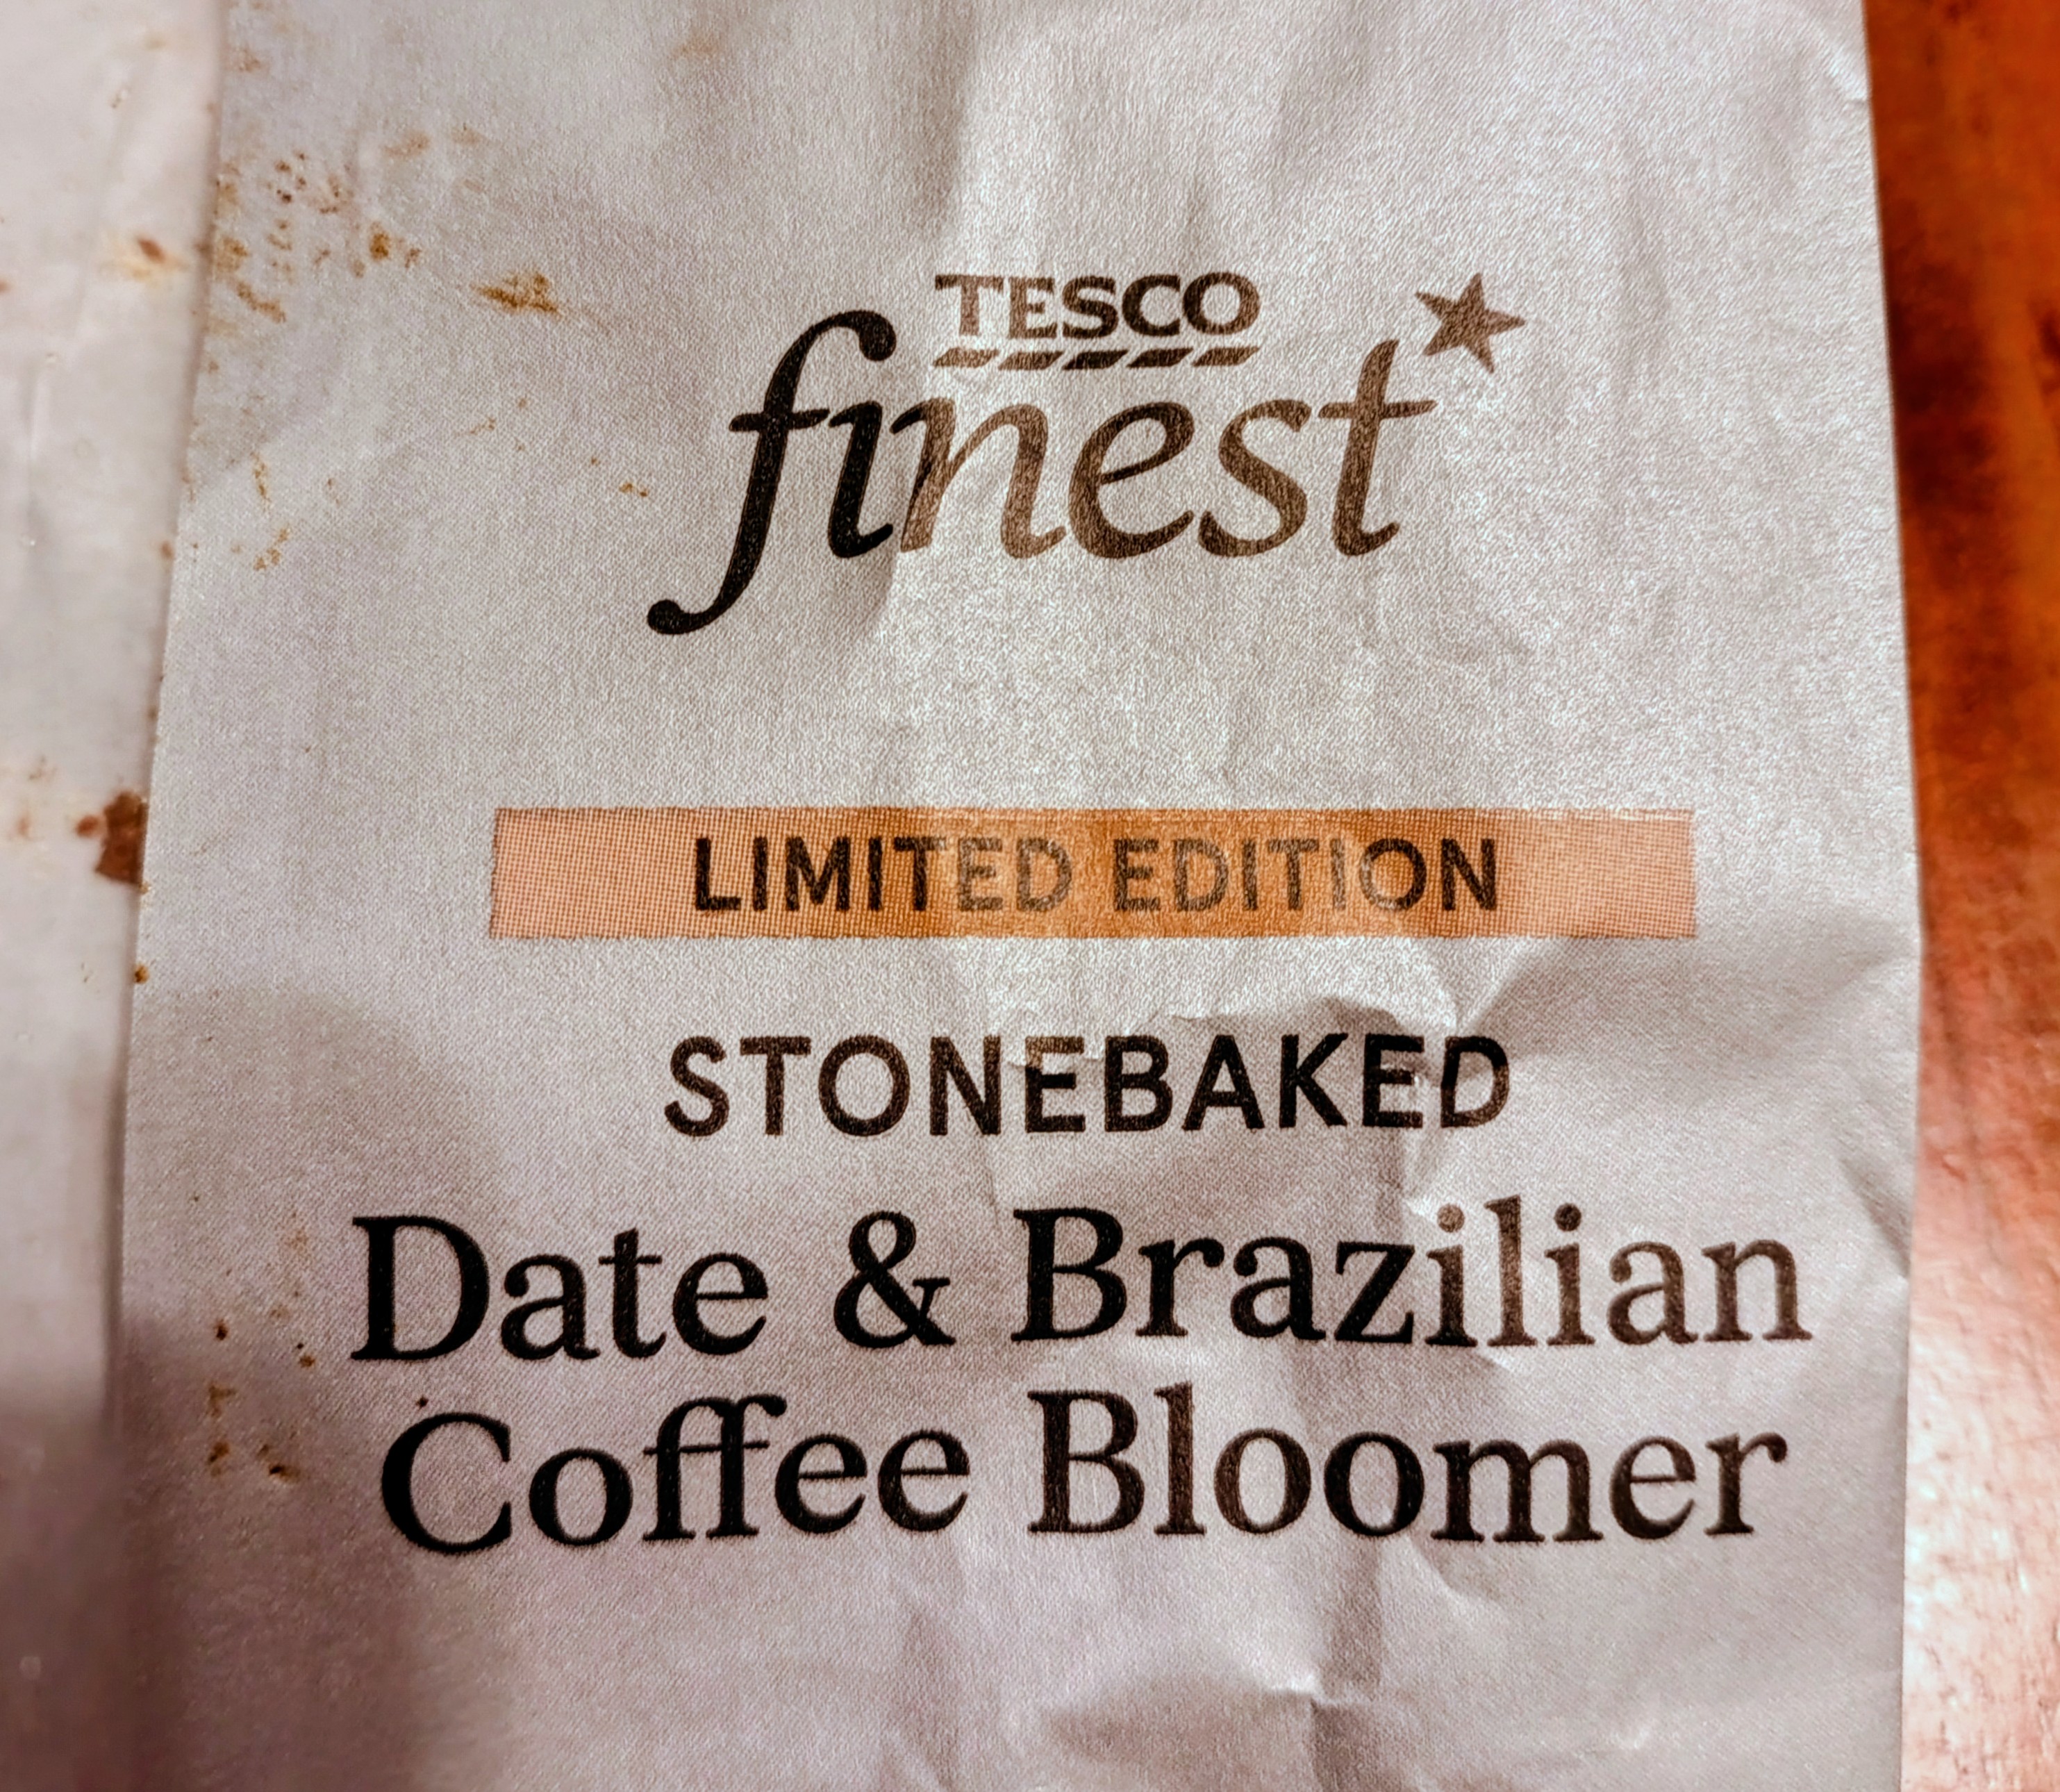 TESCO
finest
LIMITED EDITION
STONEBAKED
Date & Brazilian
Coffee Bloomer